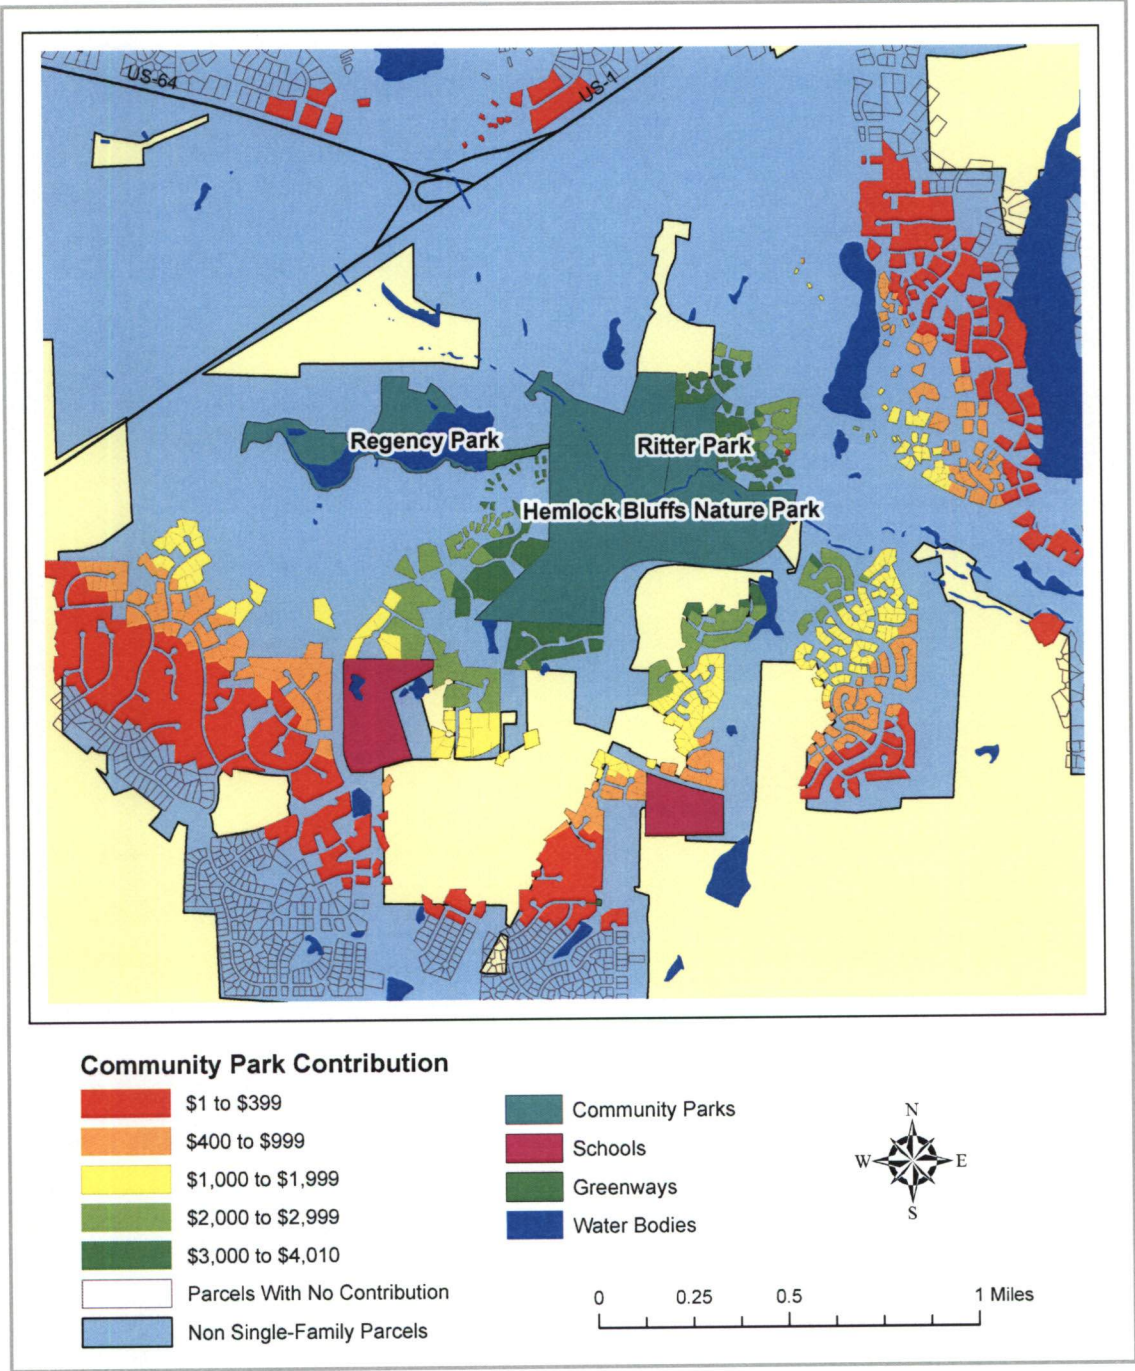 US-64
US-1
Regency Park
Ritter Park
Hemlock Bluffs Nature Park
Community Park Contribution
$1 to $399
$400 to $999
$1,000 to $1,999
$2,000 to $2,999
$3,000 to $4,010
Parcels With No Contribution
Non Single-Family Parcels
Community Parks
Schools
Greenways
Water Bodies
N
W E
S
0 0.25 0.5 1 Miles